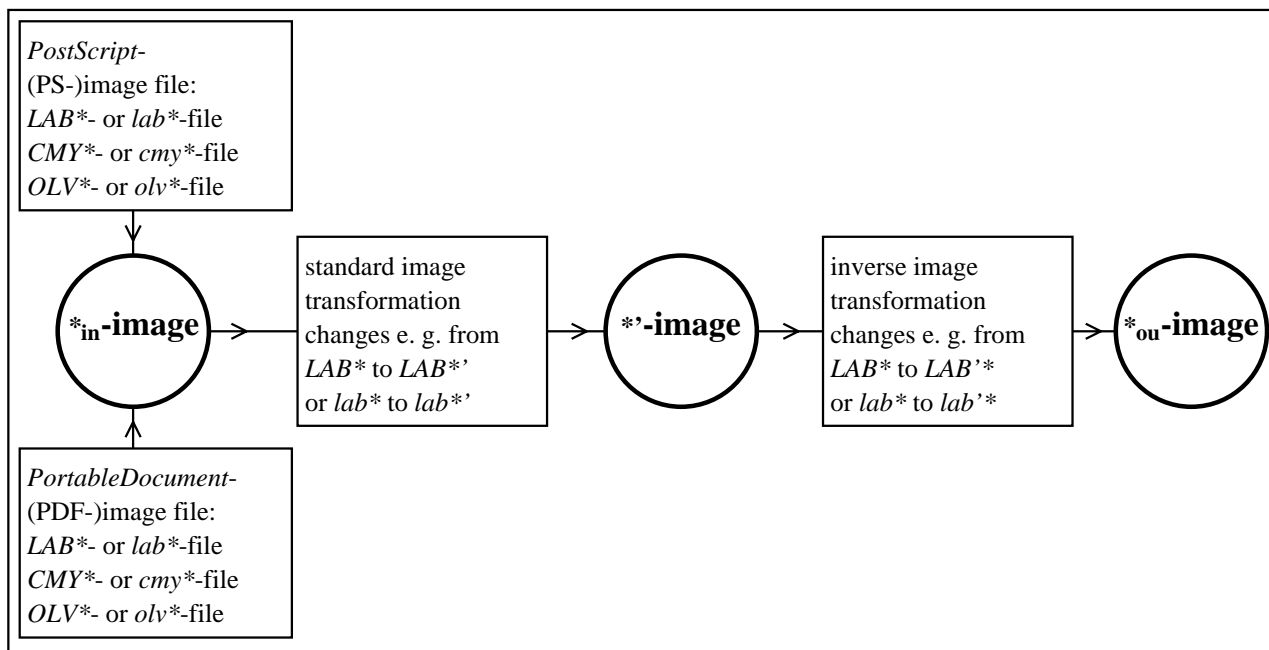 PostScript-
(PS-)image file:
LAB*- or lab*-file
CMY*- or cmy*-file
OLV*- or olv*-file
*in-image
standard image
transformation
changes e. g. from
LAB* to LAB*’
or lab* to lab*’
*’-image
inverse image
transformation
changes e. g. from
LAB* to LAB’*
or lab* to lab’*
*ou-image
PortableDocument-
(PDF-)image file:
LAB*- or lab*-file
CMY*- or cmy*-file
OLV*- or olv*-file